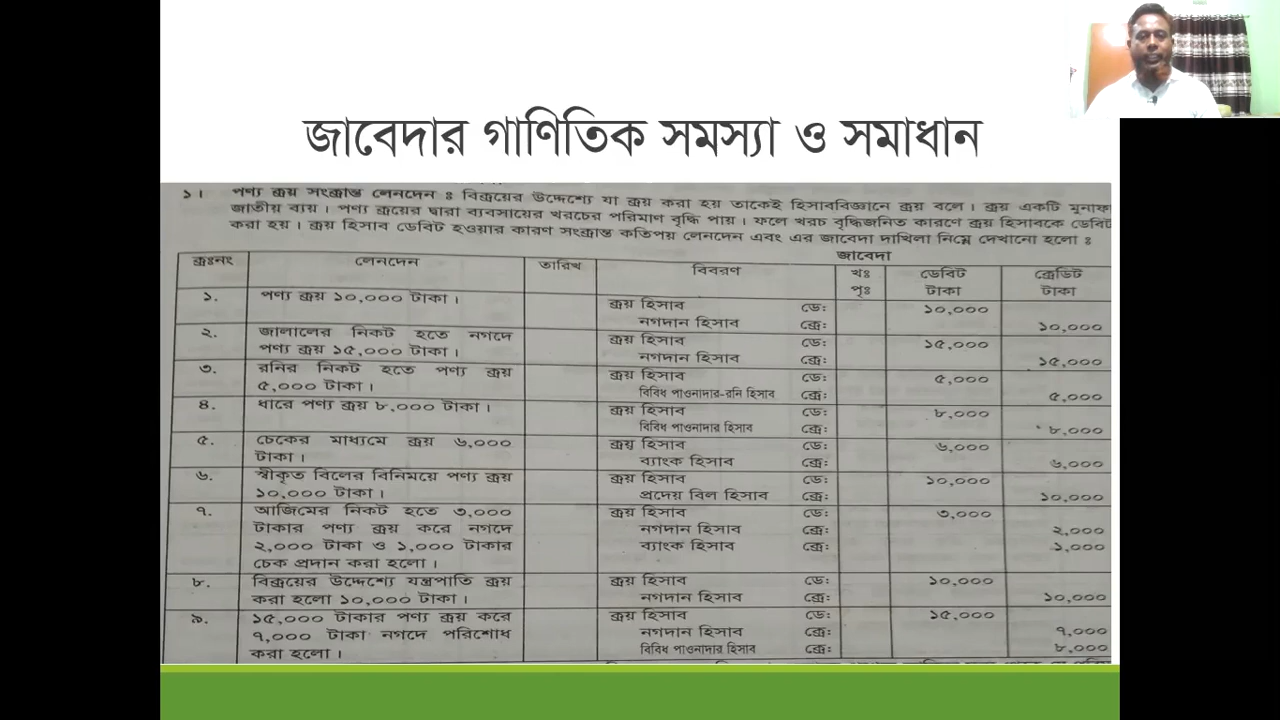 জাবেদার গাণিতিক সমস্যা ও সমাধান
১। পণ্য ক্রয় সংক্রান্ত লেনদেন ঃ বিক্রয়ের উদ্দেশ্যে যা ক্রয় করা হয় তাকেই হিসাববিজ্ঞানে ক্রয় বলে। ক্রয় একটি মুনাফা
জাতীয় ব্যয়। পণ্য ক্রয়ের দ্বারা ব্যবসায়ের খরচের পরিমাণ বৃদ্ধি পায়। ফলে খরচ বৃদ্ধিজনিত কারণে ক্রয় হিসাবকে ডেবিট
করা হয়। ক্রয় হিসাব ডেবিট হওয়ার কারণ সংক্রান্ত কতিপয় লেনদেন এবং এর জাবেদা দাখিলা নিম্নে দেখানো হলো ঃ
জাবেদা
ক্রঃনং লেনদেন তারিখ বিবরণ খঃ ডেবিট ক্রেডিট
পৃঃ টাকা টাকা
১. পণ্য ক্রয় ১০,০০০ টাকা। ক্রয় হিসাব ডে: ১০,০০০
নগদান হিসাব ক্রে: ১০,০০০
২. জালালের নিকট হতে নগদে ক্রয় হিসাব ডে: ১৫,০০০
পণ্য ক্রয় ১৫,০০০ টাকা। নগদান হিসাব ক্রে: ১৫,০০০
৩. রনির নিকট হতে পণ্য ক্রয় ক্রয় হিসাব ডে: ৫,০০০
৫,০০০ টাকা। বিবিধ পাওনাদার-রনি হিসাব ক্রে: ৫,০০০
৪. ধারে পণ্য ক্রয় ৮,০০০ টাকা। ক্রয় হিসাব ডে: ৮,০০০
বিবিধ পাওনাদার হিসাব ক্রে: ৮,০০০
৫. চেকের মাধ্যমে ক্রয় ৬,০০০ ক্রয় হিসাব ডে: ৬,০০০
টাকা। ব্যাংক হিসাব ক্রে: ৬,০০০
৬. স্বীকৃত বিলের বিনিময়ে পণ্য ক্রয় ক্রয় হিসাব ডে: ১০,০০০
১০,০০০ টাকা। প্রদেয় বিল হিসাব ক্রে: ১০,০০০
৭. আজিমের নিকট হতে ৩,০০০ ক্রয় হিসাব ডে: ৩,০০০
টাকার পণ্য ক্রয় করে নগদে নগদান হিসাব ক্রে: ২,০০০
২,০০০ টাকা ও ১,০০০ টাকার ব্যাংক হিসাব ক্রে: ১,০০০
চেক প্রদান করা হলো।
৮. বিক্রয়ের উদ্দেশ্যে যন্ত্রপাতি ক্রয় ক্রয় হিসাব ডে: ১০,০০০
করা হলো ১০,০০০ টাকা। নগদান হিসাব ক্রে: ১০,০০০
৯. ১৫,০০০ টাকার পণ্য ক্রয় করে ক্রয় হিসাব ডে: ১৫,০০০
৭,০০০ টাকা নগদে পরিশোধ নগদান হিসাব ক্রে: ৭,০০০
করা হলো। বিবিধ পাওনাদার হিসাব ক্রে: ৮,০০০